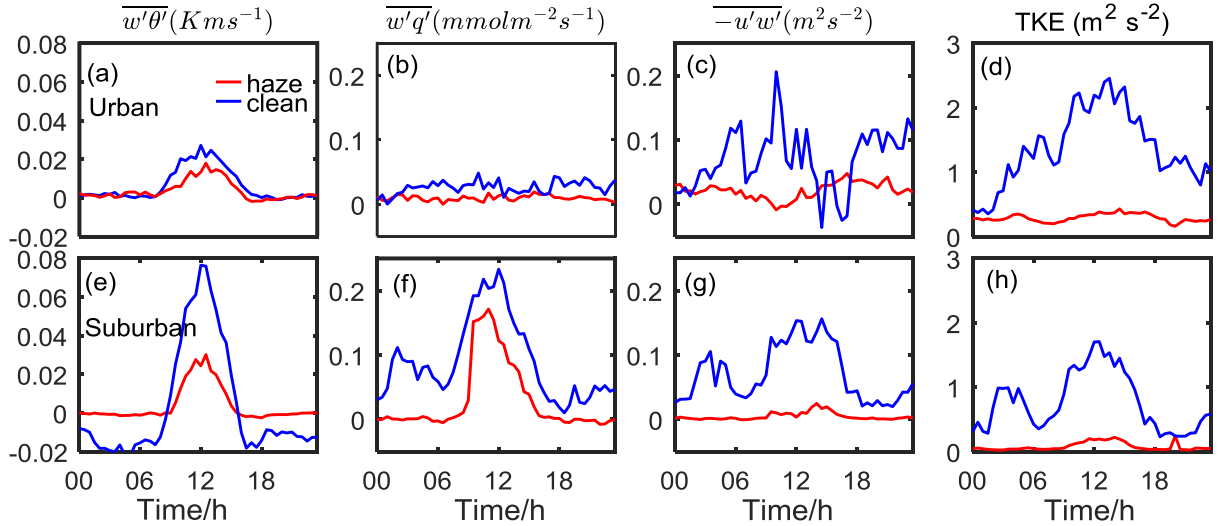 w'θ'(Kms⁻¹) w'q'(mmolm⁻²s⁻¹) -u'w'(m²s⁻²) TKE (m² s⁻²)
0.08 0.2 0.2 3
(a) haze (b) (c) (d)
0.06 clean
Urban
0.04 0.1 0.1 2
0.02 1
0 0 0
-0.02 0
0.08 3
(e) (f) (g) (h)
0.06 0.2 0.2
Suburban
0.04 2
0.02 0.1 0.1 1
0 0 0
-0.02 0
00 06 12 18 00 06 12 18 00 06 12 18 00 06 12 18
Time/h Time/h Time/h Time/h